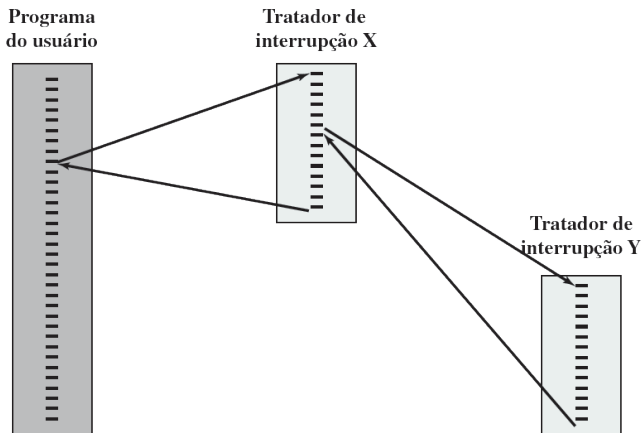 Programa
do usuário
Tratador de
interrupção X
Tratador de
interrupção Y